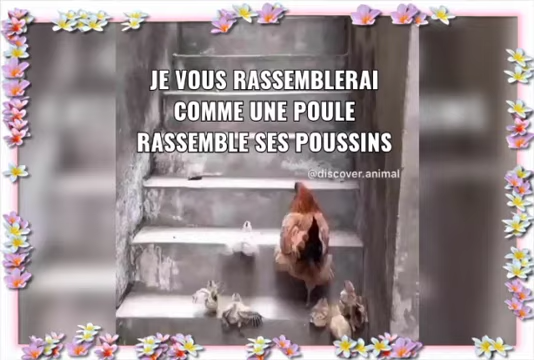 JE VOUS RASSEMBLERAI
COMME UNE POULE
RASSEMBLE SES POUSSINS
@discover.animal